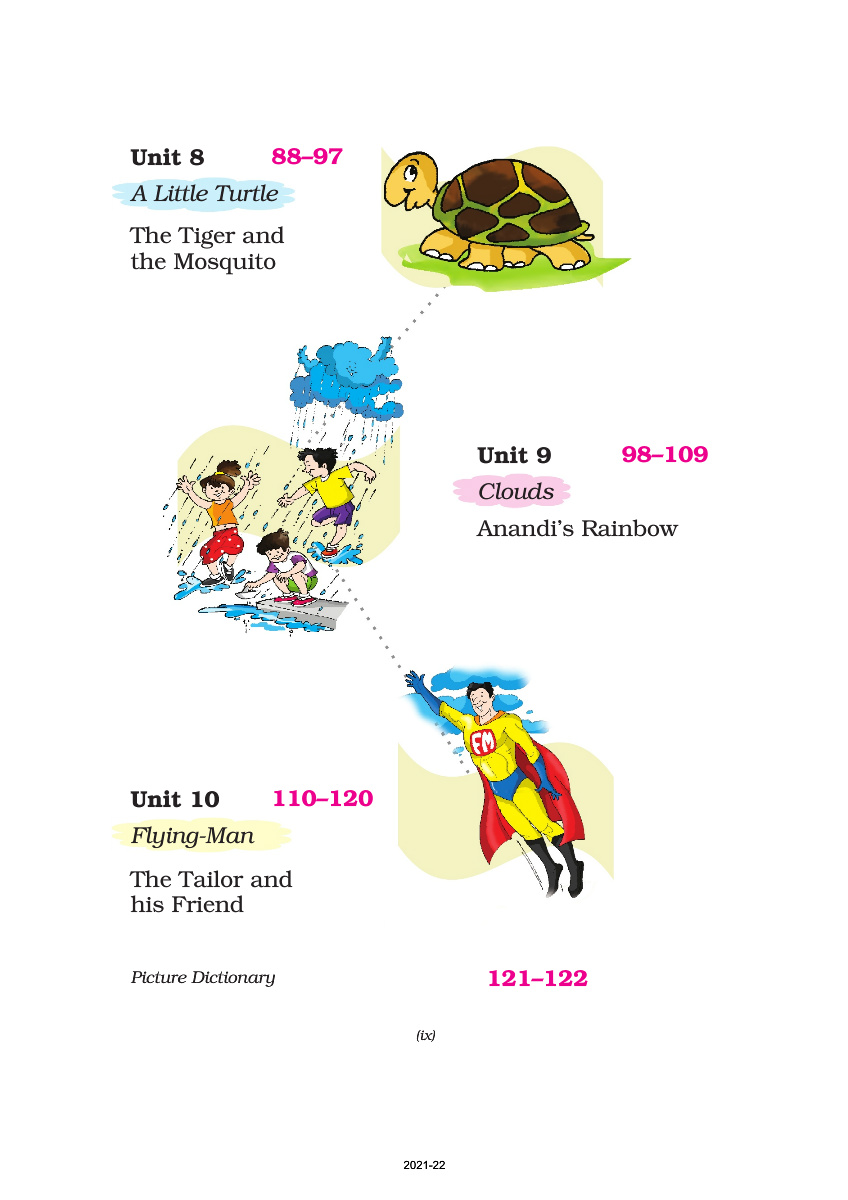 Unit 8 88–97
A Little Turtle
The Tiger and
the Mosquito
Unit 9 98–109
Clouds
Anandi's Rainbow
FM
Unit 10 110–120
Flying-Man
The Tailor and
his Friend
Picture Dictionary 121–122
(ix)
2021-22